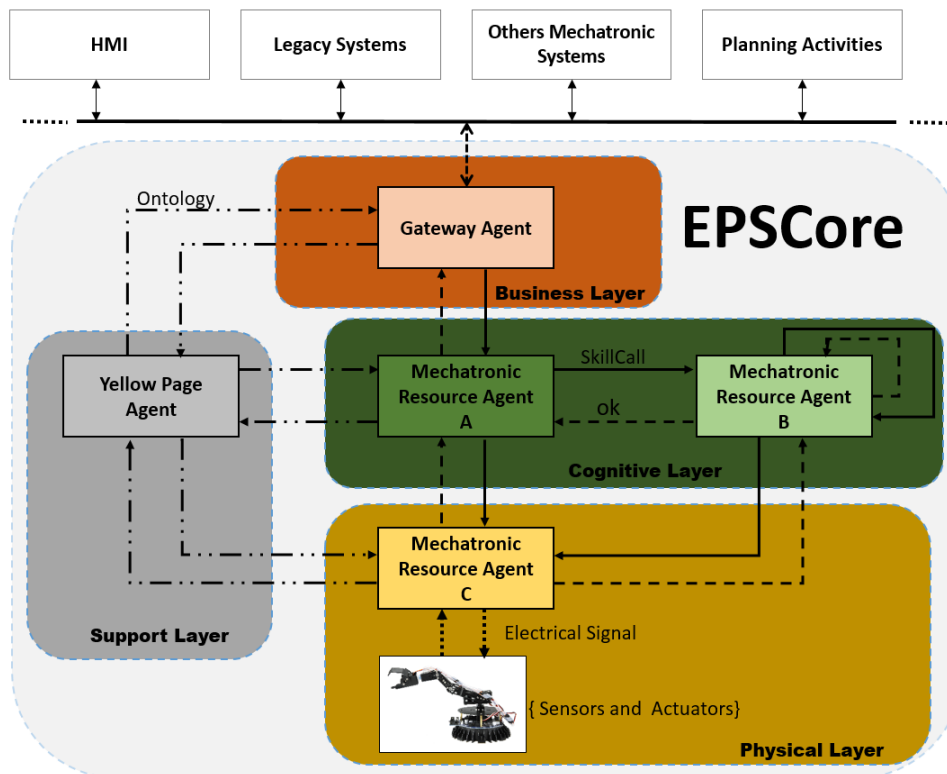 HMI
Legacy Systems
Others Mechatronic
Systems
Planning Activities
EPSCore
Ontology
Gateway Agent
Business Layer
Yellow Page
Agent
Mechatronic
Resource Agent
A
SkillCall
ok
Mechatronic
Resource Agent
B
Cognitive Layer
Mechatronic
Resource Agent
C
Support Layer
Electrical Signal
{ Sensors and Actuators}
Physical Layer